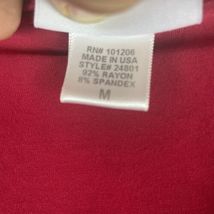 RN# 101206
MADE IN USA
STYLE# 24801
92% RAYON
8% SPANDEX
M